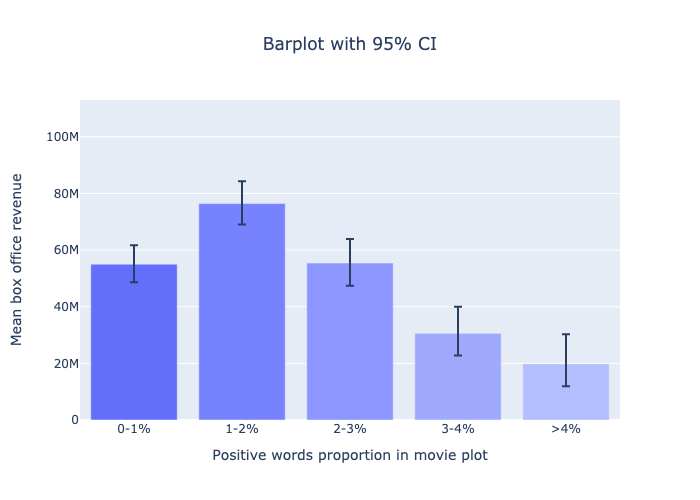 Barplot with 95% CI
Mean box office revenue
100M
80M
60M
40M
20M
0
0-1%
1-2%
2-3%
3-4%
>4%
Positive words proportion in movie plot